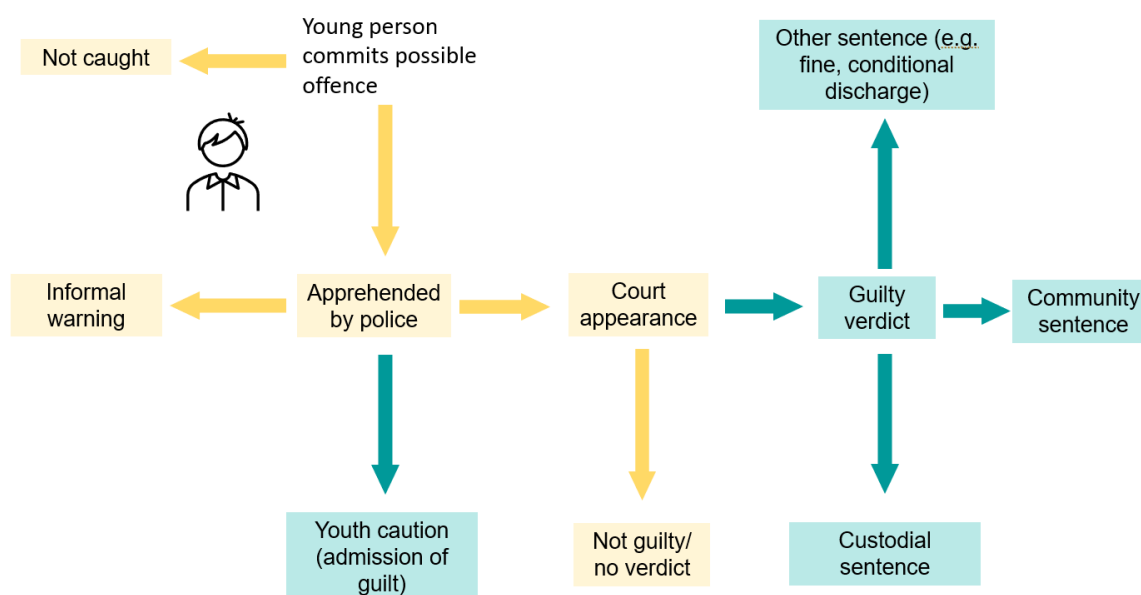 Not caught
Young person
commits possible
offence
Other sentence (e.g.
fine, conditional
discharge)
Informal
warning
Apprehended
by police
Court
appearance
Guilty
verdict
Community
sentence
Youth caution
(admission of
guilt)
Not guilty/
no verdict
Custodial
sentence